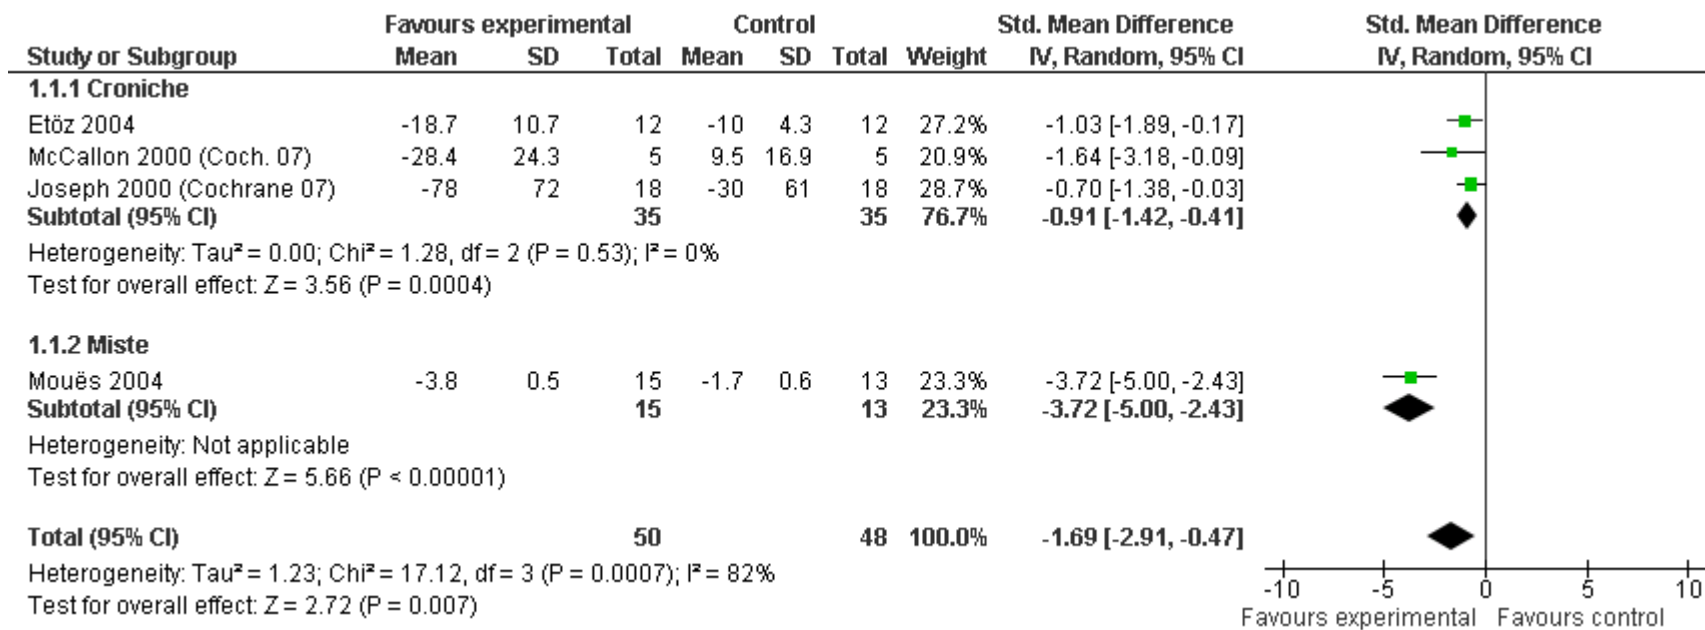 Favours experimental Control Std. Mean Difference Std. Mean Difference
Study or Subgroup Mean SD Total Mean SD Total Weight IV, Random, 95% CI IV, Random, 95% CI
1.1.1 Croniche
Etöz 2004 -18.7 10.7 12 -10 4.3 12 27.2% -1.03 [-1.89, -0.17]
McCallon 2000 (Coch. 07) -28.4 24.3 5 9.5 16.9 5 20.9% -1.64 [-3.18, -0.09]
Joseph 2000 (Cochrane 07) -78 72 18 -30 61 18 28.7% -0.70 [-1.38, -0.03]
Subtotal (95% CI) 35 35 76.7% -0.91 [-1.42, -0.41]
Heterogeneity: Tau² = 0.00; Chi² = 1.28, df = 2 (P = 0.53); I² = 0%
Test for overall effect: Z = 3.56 (P = 0.0004)
1.1.2 Miste
Mouës 2004 -3.8 0.5 15 -1.7 0.6 13 23.3% -3.72 [-5.00, -2.43]
Subtotal (95% CI) 15 13 23.3% -3.72 [-5.00, -2.43]
Heterogeneity: Not applicable
Test for overall effect: Z = 5.66 (P < 0.00001)
Total (95% CI) 50 48 100.0% -1.69 [-2.91, -0.47]
Heterogeneity: Tau² = 1.23; Chi² = 17.12, df = 3 (P = 0.0007); I² = 82%
Test for overall effect: Z = 2.72 (P = 0.007)
-10 -5 0 5 10
Favours experimental Favours control